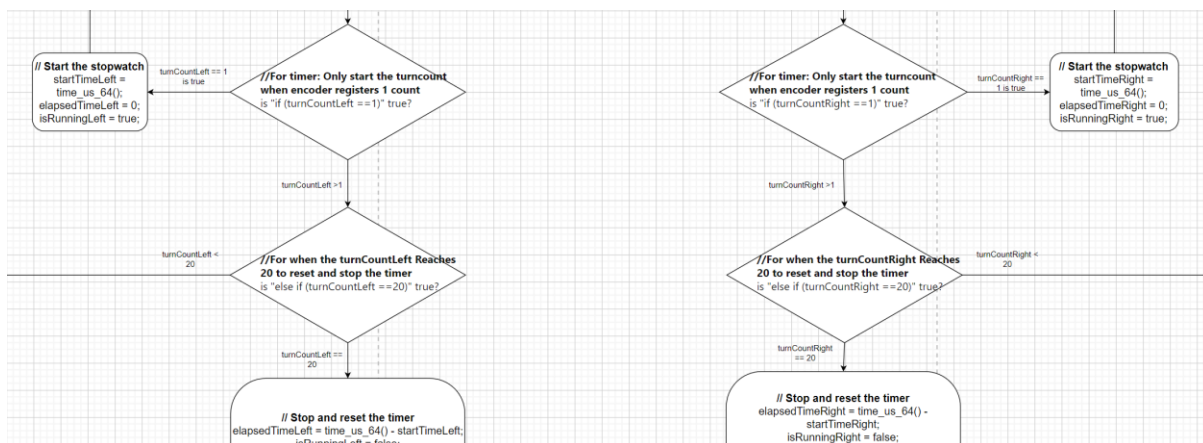 // Start the stopwatch
startTimeLeft =
time_us_64();
elapsedTimeLeft = 0;
isRunningLeft = true;
turnCountLeft == 1
is true
//For timer: Only start the turncount
when encoder registers 1 count
is "if (turnCountLeft ==1)" true?
//For timer: Only start the turncount
when encoder registers 1 count
is "if (turnCountRight ==1)" true?
turnCountRight ==
1 is true
// Start the stopwatch
startTimeRight =
time_us_64();
elapsedTimeRight = 0;
isRunningRight = true;
turnCountLeft >1
turnCountRight >1
turnCountLeft <
20
//For when the turnCountLeft Reaches
20 to reset and stop the timer
is "else if (turnCountLeft ==20)" true?
//For when the turnCountRight Reaches
20 to reset and stop the timer
is "else if (turnCountRight ==20)" true?
turnCountRight <
20
turnCountLeft ==
20
turnCountRight
== 20
// Stop and reset the timer
elapsedTimeLeft = time_us_64() - startTimeLeft;
isRunningLeft = false;
// Stop and reset the timer
elapsedTimeRight = time_us_64() -
startTimeRight;
isRunningRight = false;